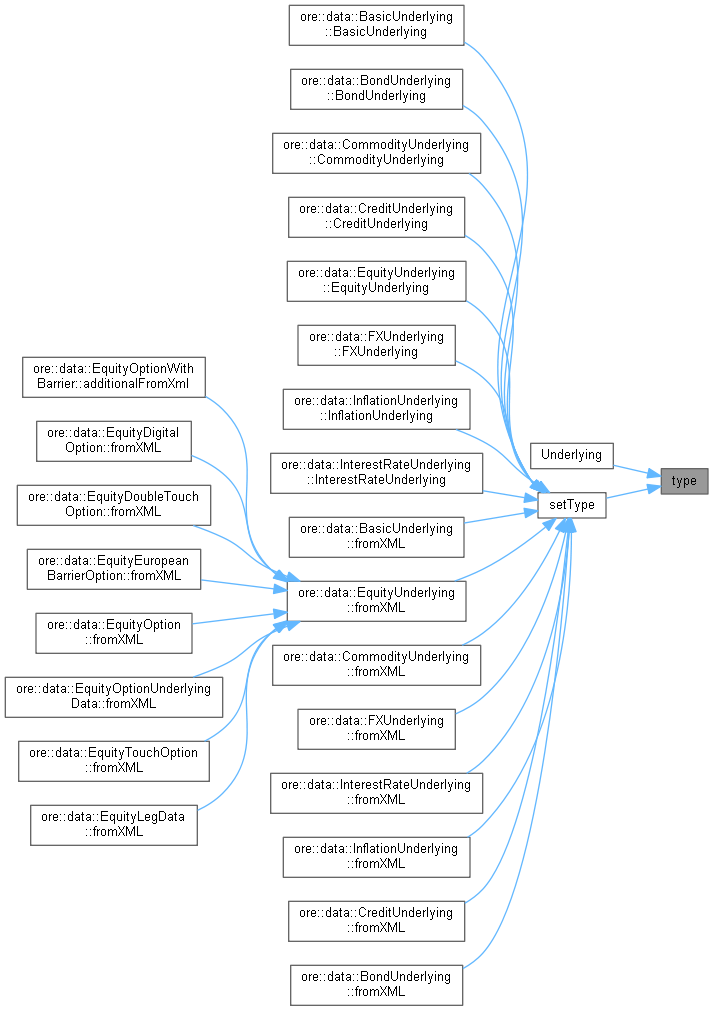 ore::data::BasicUnderlying
::BasicUnderlying
ore::data::BondUnderlying
::BondUnderlying
ore::data::CommodityUnderlying
::CommodityUnderlying
ore::data::CreditUnderlying
::CreditUnderlying
ore::data::EquityUnderlying
::EquityUnderlying
ore::data::FXUnderlying
::FXUnderlying
ore::data::EquityOptionWith
Barrier::additionalFromXml
ore::data::InflationUnderlying
::InflationUnderlying
ore::data::EquityDigital
Option::fromXML
ore::data::InterestRateUnderlying
::InterestRateUnderlying
Underlying
type
ore::data::EquityDoubleTouch
Option::fromXML
setType
ore::data::BasicUnderlying
::fromXML
ore::data::EquityEuropean
BarrierOption::fromXML
ore::data::EquityUnderlying
::fromXML
ore::data::EquityOption
::fromXML
ore::data::CommodityUnderlying
::fromXML
ore::data::EquityOptionUnderlying
Data::fromXML
ore::data::FXUnderlying
::fromXML
ore::data::EquityTouchOption
::fromXML
ore::data::InterestRateUnderlying
::fromXML
ore::data::EquityLegData
::fromXML
ore::data::InflationUnderlying
::fromXML
ore::data::CreditUnderlying
::fromXML
ore::data::BondUnderlying
::fromXML